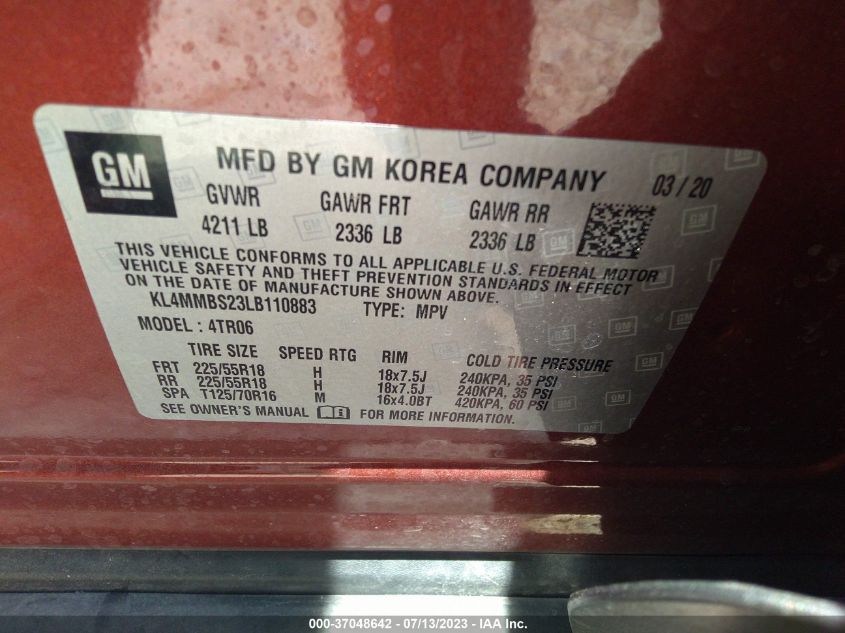 GM
MFD BY GM KOREA COMPANY 03 / 20
GVWR GAWR FRT GAWR RR
4211 LB 2336 LB 2336 LB
THIS VEHICLE CONFORMS TO ALL APPLICABLE U.S. FEDERAL MOTOR
VEHICLE SAFETY AND THEFT PREVENTION STANDARDS IN EFFECT
ON THE DATE OF MANUFACTURE SHOWN ABOVE.
KL4MMBS23LB110883 TYPE: MPV
MODEL: 4TR06
TIRE SIZE SPEED RTG RIM COLD TIRE PRESSURE
FRT 225/55R18 H 18x7.5J 240KPA, 35 PSI
RR 225/55R18 H 18x7.5J 240KPA, 35 PSI
SPA T125/70R16 M 16x4.0BT 420KPA, 60 PSI
SEE OWNER'S MANUAL FOR MORE INFORMATION.
000-37048642 - 07/13/2023 - IAA Inc.